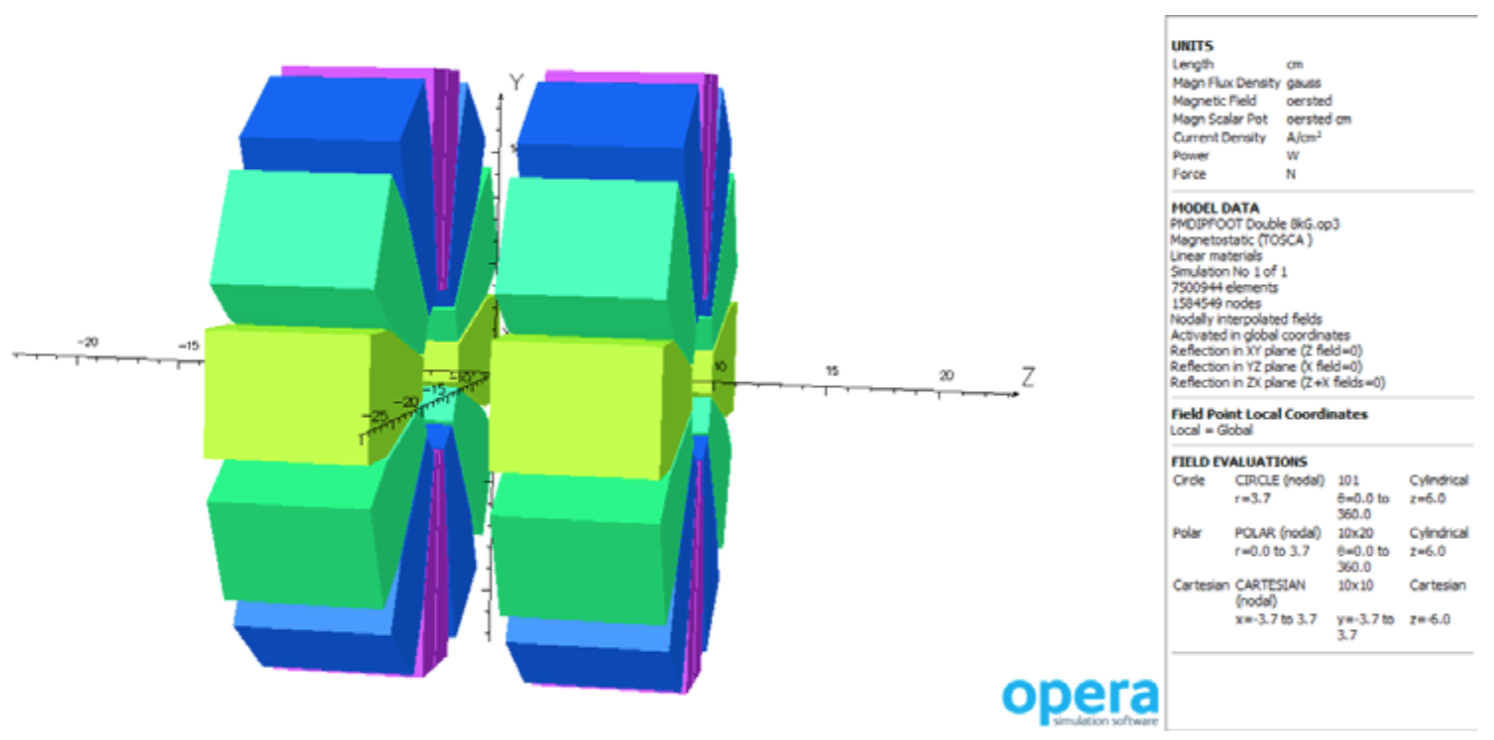 Y
-20
-15
-10
-15
-20
-25
10
15
20
Z
UNITS
Length cm
Magn Flux Density gauss
Magnetic Field oersted
Magn Scalar Pot oersted cm
Current Density A/cm²
Power W
Force N
MODEL DATA
PMDIPFOOT Double 8kG.op3
Magnetostatic (TOSCA )
Linear materials
Simulation No 1 of 1
7500944 elements
1584549 nodes
Nodally interpolated fields
Activated in global coordinates
Reflection in XY plane (Z field=0)
Reflection in YZ plane (X field=0)
Reflection in ZX plane (Z+X fields=0)
Field Point Local Coordinates
Local = Global
FIELD EVALUATIONS
Circle CIRCLE (nodal) 101 Cylindrical
r=3.7 θ=0.0 to z=6.0
360.0
Polar POLAR (nodal) 10x20 Cylindrical
r=0.0 to 3.7 θ=0.0 to z=6.0
360.0
Cartesian CARTESIAN 10x10 Cartesian
(nodal)
x=-3.7 to 3.7 y=-3.7 to z=-6.0
3.7
opera
simulation software